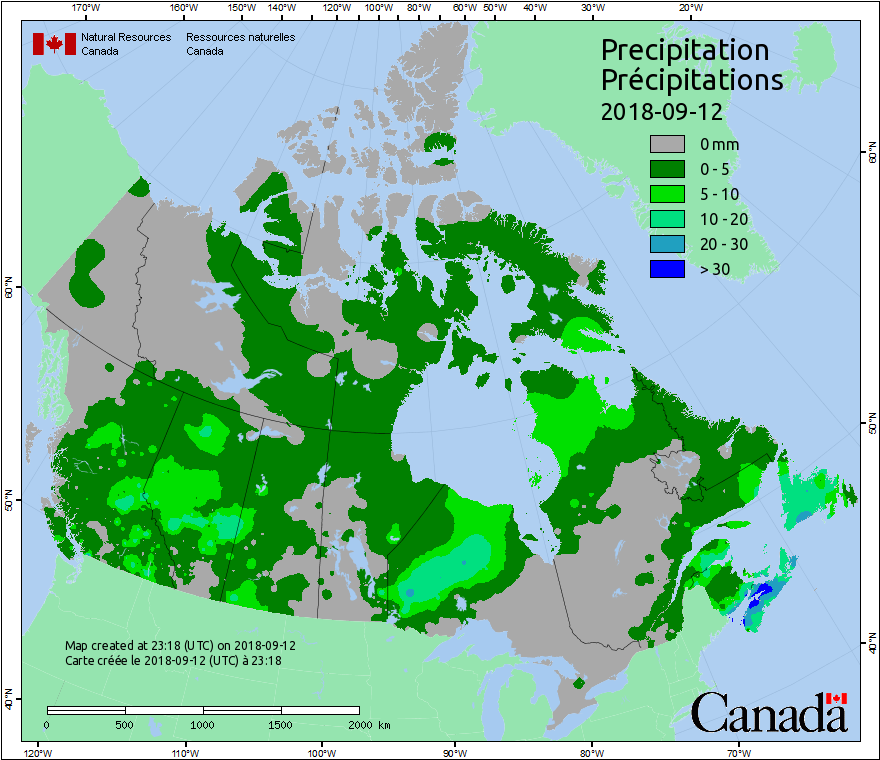 170°W 160°W 150°W 140°W 120°W 100°W 80°W 60°W 50°W 40°W 30°W 20°W
Natural Resources Ressources naturelles
Canada Canada
Precipitation
Précipitations
2018-09-12
0 mm
0 - 5
5 - 10
10 - 20
20 - 30
> 30
60°N 60°N
50°N 50°N
40°N 40°N
Map created at 23:18 (UTC) on 2018-09-12
Carte créée le 2018-09-12 (UTC) à 23:18
0 500 1000 1500 2000 km
Canada
120°W 110°W 100°W 90°W 80°W 70°W